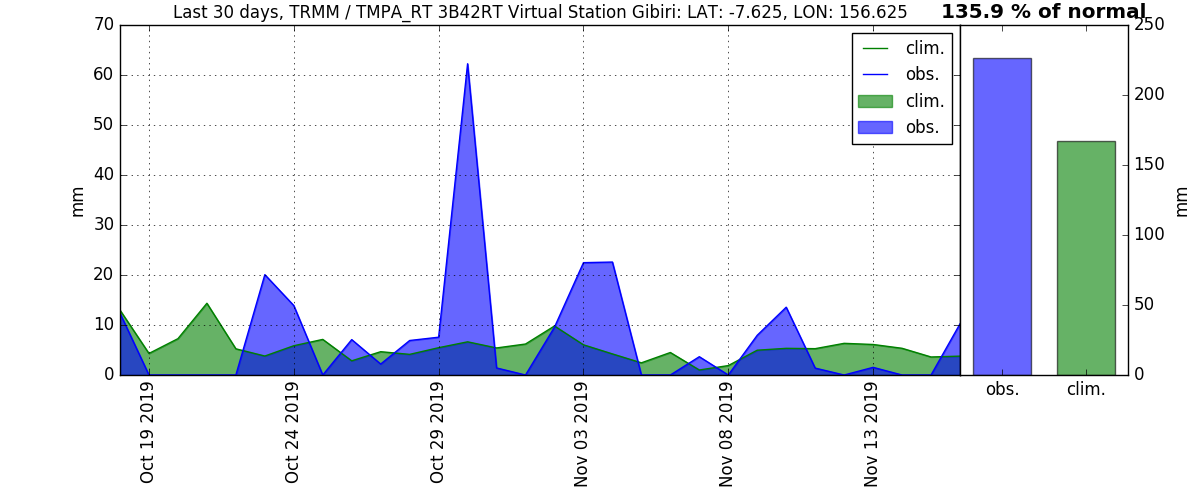 Last 30 days, TRMM / TMPA_RT 3B42RT Virtual Station Gibiri: LAT: -7.625, LON: 156.625
135.9 % of normal
70
60
50
40
30
20
10
0
mm
clim.
obs.
clim.
obs.
Oct 19 2019
Oct 24 2019
Oct 29 2019
Nov 03 2019
Nov 08 2019
Nov 13 2019
250
200
150
100
50
0
mm
obs.
clim.